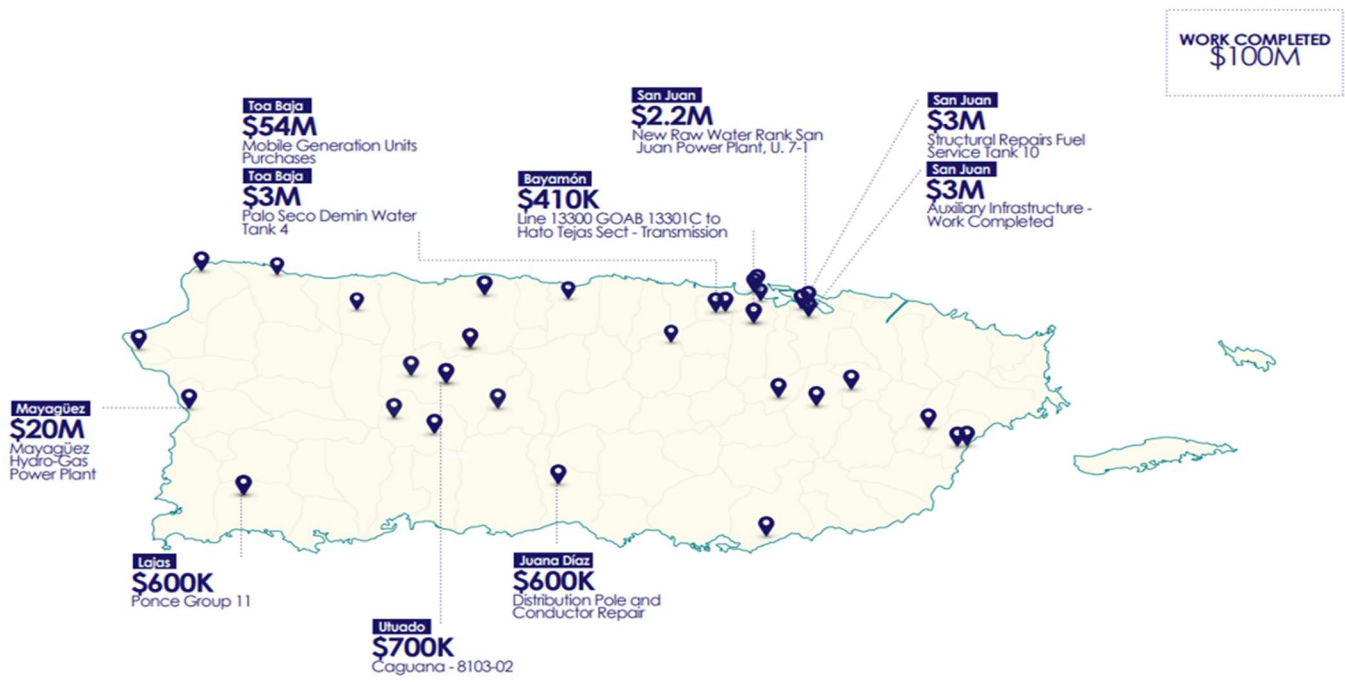 WORK COMPLETED
$100M
Toa Baja
$54M
Mobile Generation Units
Purchases
Toa Baja
$3M
Palo Seco Demin Water
Tank 4
Bayamón
$410K
Line 13300 GOAB 13301C to
Hato Tejas Sect - Transmission
San Juan
$2.2M
New Raw Water Rank San
Juan Power Plant, U. 7-1
San Juan
$3M
Structural Repairs Fuel
Service Tank 10
San Juan
$3M
Auxiliary Infrastructure -
Work Completed
Mayagüez
$20M
Mayagüez
Hydro-Gas
Power Plant
Lajas
$600K
Ponce Group 11
Utuado
$700K
Caguana - 8103-02
Juana Díaz
$600K
Distribution Pole and
Conductor Repair